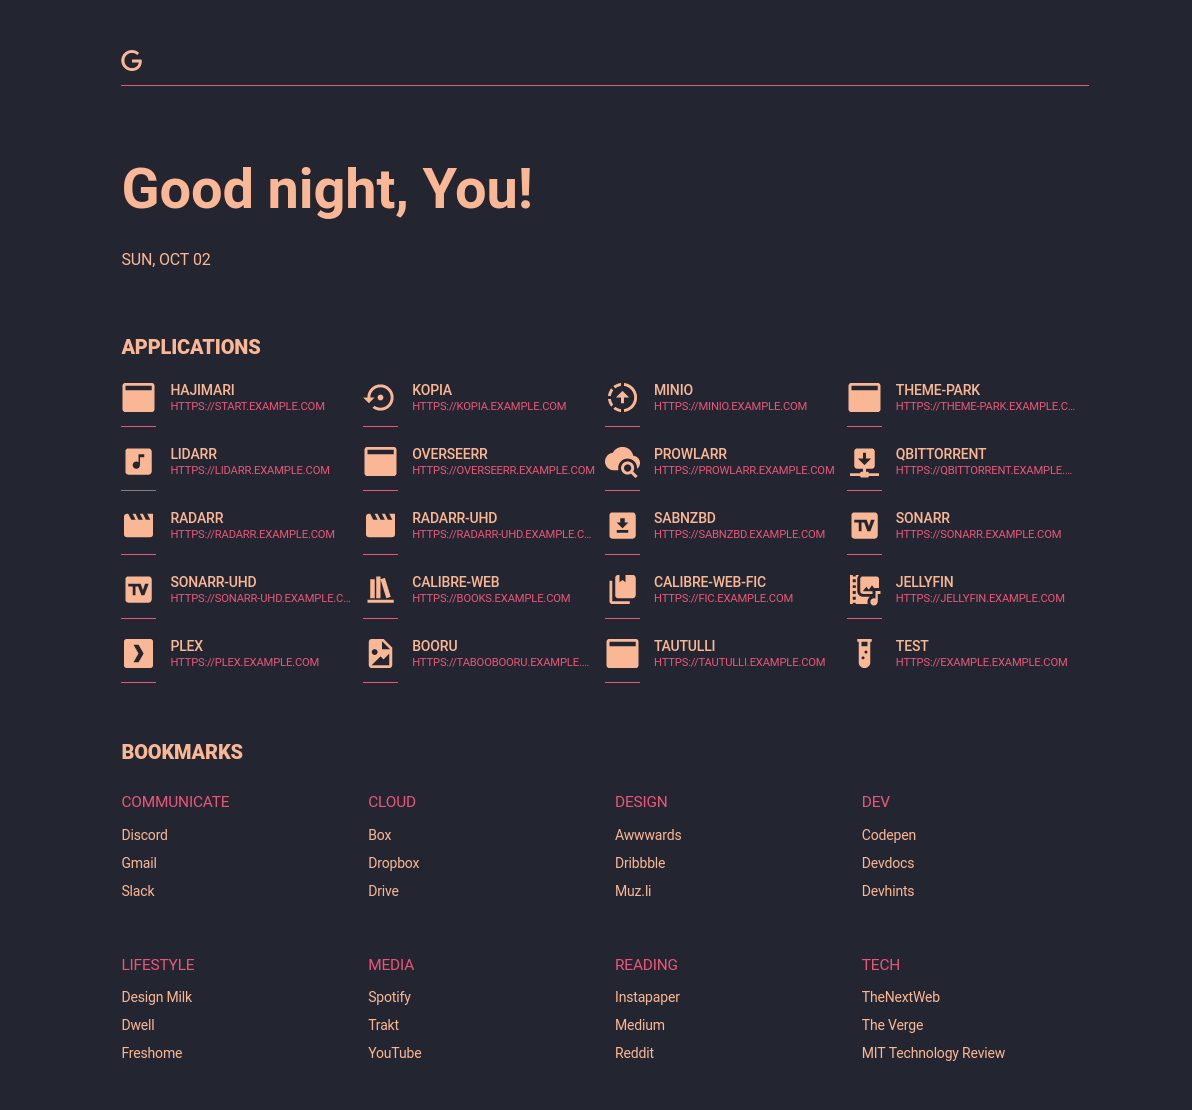 G
Good night, You!
SUN, OCT 02
APPLICATIONS
HAJIMARI
HTTPS://START.EXAMPLE.COM
KOPIA
HTTPS://KOPIA.EXAMPLE.COM
MINIO
HTTPS://MINIO.EXAMPLE.COM
THEME-PARK
HTTPS://THEME-PARK.EXAMPLE.C...
LIDARR
HTTPS://LIDARR.EXAMPLE.COM
OVERSEERR
HTTPS://OVERSEERR.EXAMPLE.COM
PROWLARR
HTTPS://PROWLARR.EXAMPLE.COM
QBITTORRENT
HTTPS://QBITTORRENT.EXAMPLE....
RADARR
HTTPS://RADARR.EXAMPLE.COM
RADARR-UHD
HTTPS://RADARR-UHD.EXAMPLE.C...
SABNZBD
HTTPS://SABNZBD.EXAMPLE.COM
TV
SONARR
HTTPS://SONARR.EXAMPLE.COM
TV
SONARR-UHD
HTTPS://SONARR-UHD.EXAMPLE.C...
CALIBRE-WEB
HTTPS://BOOKS.EXAMPLE.COM
CALIBRE-WEB-FIC
HTTPS://FIC.EXAMPLE.COM
JELLYFIN
HTTPS://JELLYFIN.EXAMPLE.COM
PLEX
HTTPS://PLEX.EXAMPLE.COM
BOORU
HTTPS://TABOOBOORU.EXAMPLE....
TAUTULLI
HTTPS://TAUTULLI.EXAMPLE.COM
TEST
HTTPS://EXAMPLE.EXAMPLE.COM
BOOKMARKS
COMMUNICATE
Discord
Gmail
Slack
CLOUD
Box
Dropbox
Drive
DESIGN
Awwwards
Dribbble
Muz.li
DEV
Codepen
Devdocs
Devhints
LIFESTYLE
Design Milk
Dwell
Freshome
MEDIA
Spotify
Trakt
YouTube
READING
Instapaper
Medium
Reddit
TECH
TheNextWeb
The Verge
MIT Technology Review